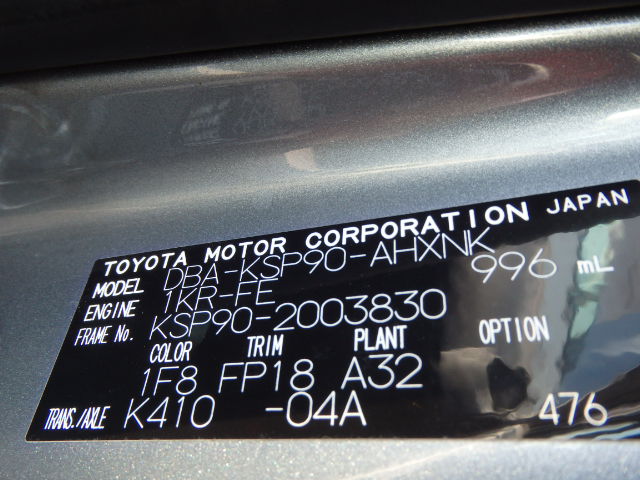 TOYOTA MOTOR CORPORATION JAPAN
MODEL DBA-KSP90-AHXNK
ENGINE 1KR-FE 996 mL
FRAME No. KSP90-2003830
COLOR TRIM PLANT OPTION
1F8 FP18 A32
TRANS./AXLE K410 -04A 476